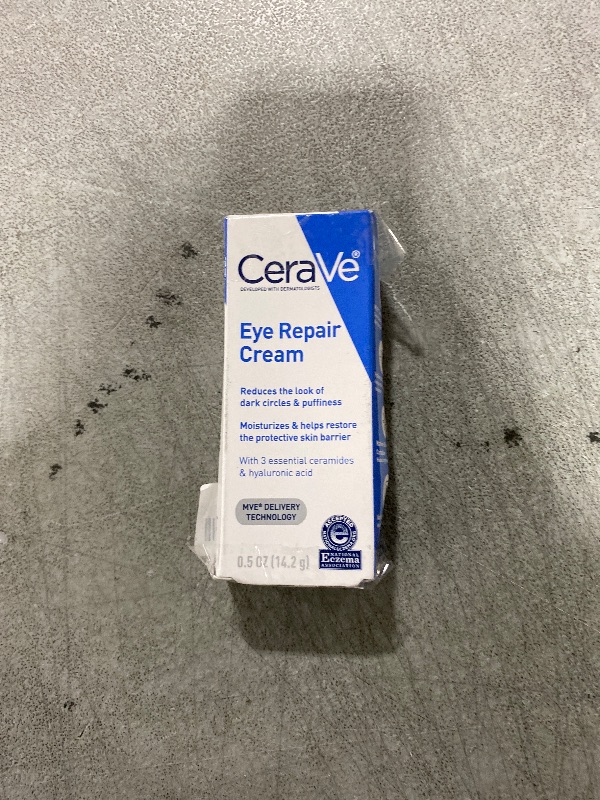 CeraVe®
DEVELOPED WITH DERMATOLOGISTS
Eye Repair
Cream
Reduces the look of
dark circles & puffiness
Moisturizes & helps restore
the protective skin barrier
With 3 essential ceramides
& hyaluronic acid
MVE® DELIVERY
TECHNOLOGY
ACCEPTED
NATIONAL
Eczema
ASSOCIATION
0.5 OZ (14.2 g)